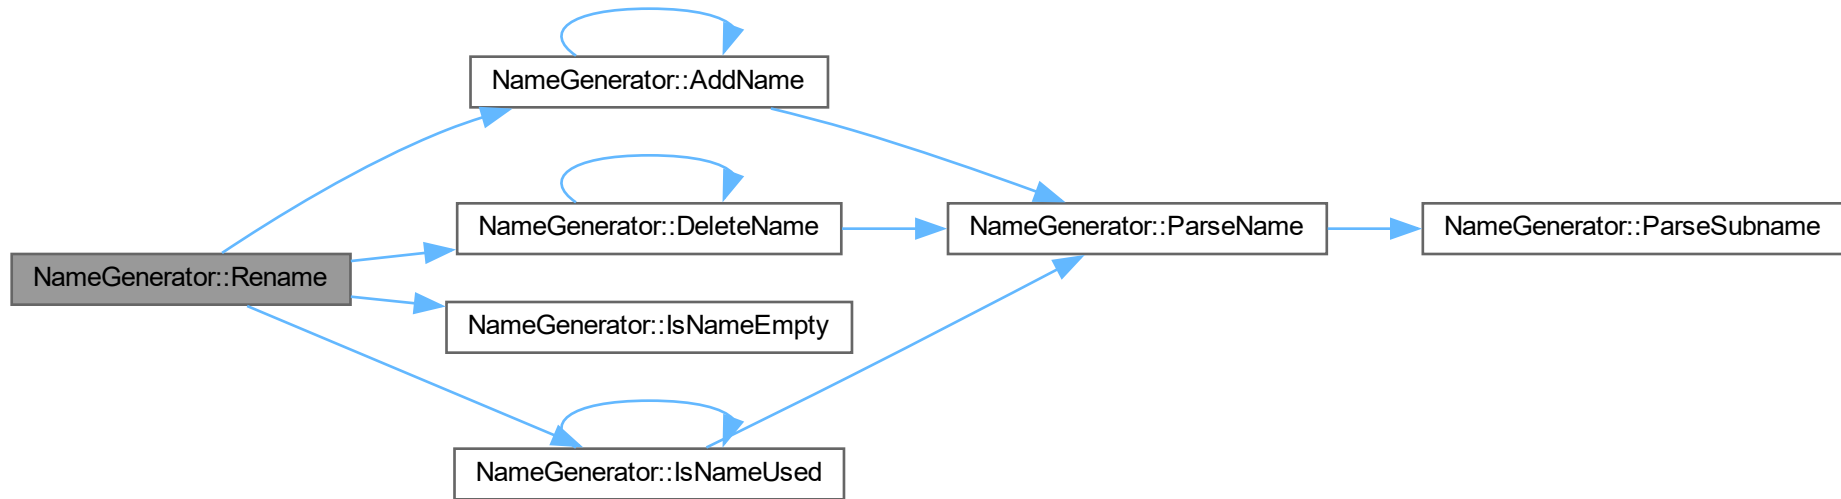 NameGenerator::AddName
NameGenerator::DeleteName
NameGenerator::ParseName
NameGenerator::ParseSubname
NameGenerator::Rename
NameGenerator::IsNameEmpty
NameGenerator::IsNameUsed